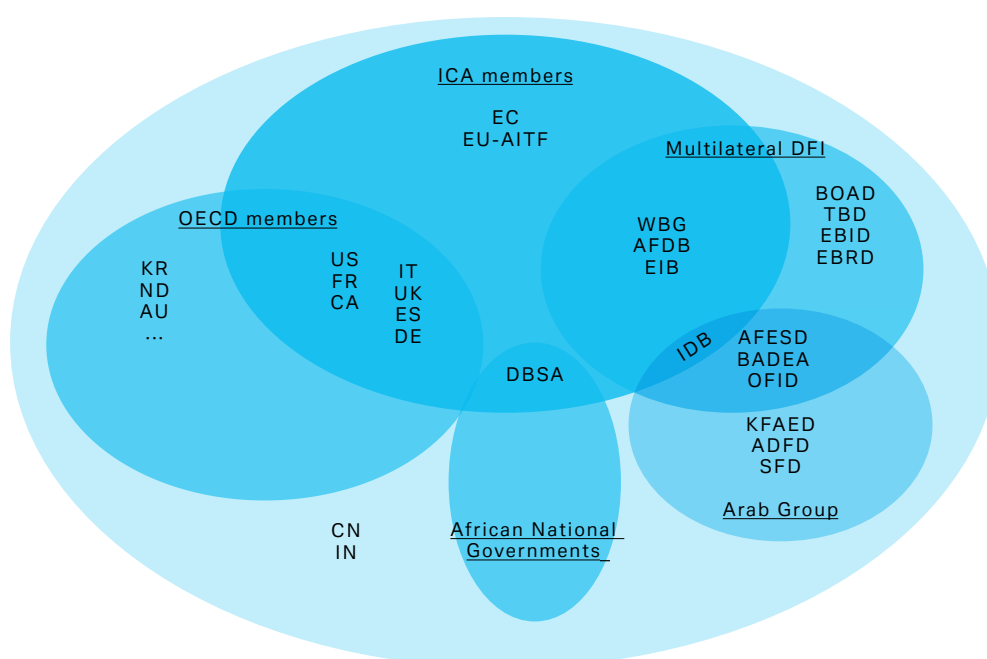 ICA members
EC
EU-AITF
Multilateral DFI
BOAD
TBD
EBID
EBRD
WBG
AFDB
EIB
OECD members
KR
ND
AU
...
US
FR
CA
IT
UK
ES
DE
IDB
AFESD
BADEA
OFID
DBSA
KFAED
ADFD
SFD
Arab Group
CN
IN
African National
Governments